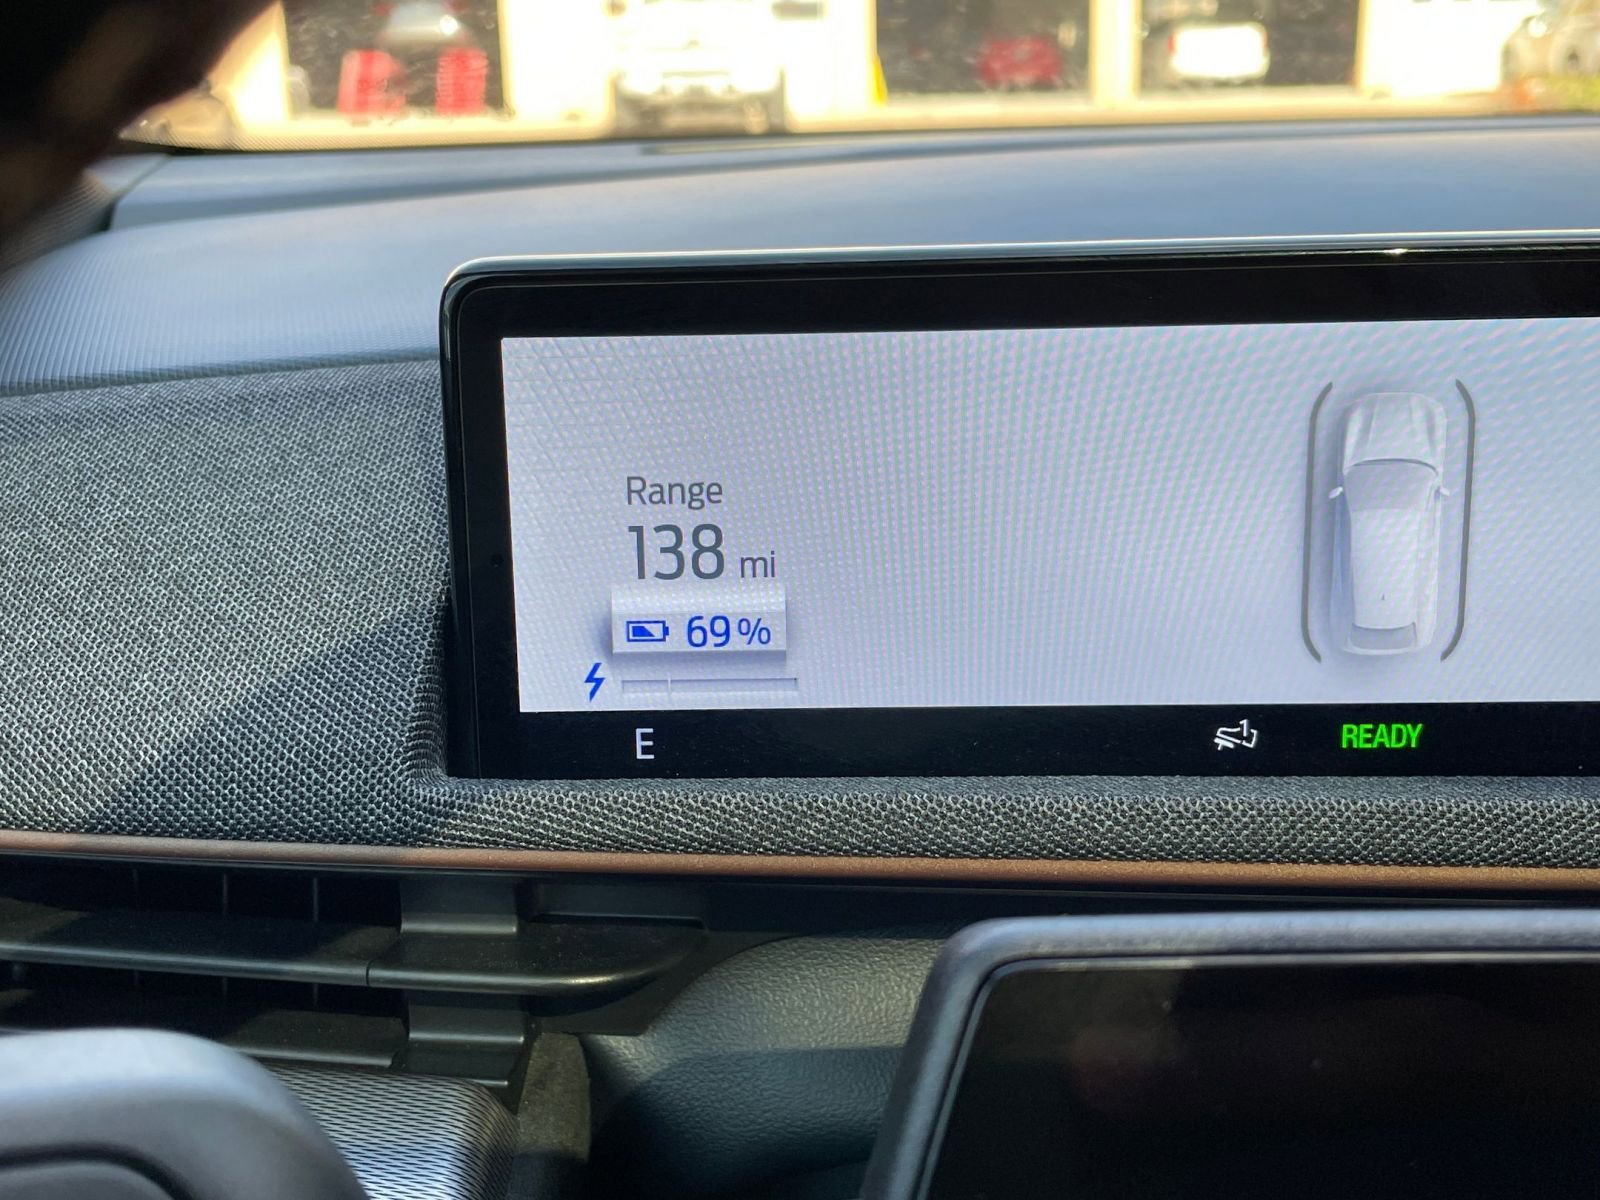 Range
138 mi
69%
E
READY